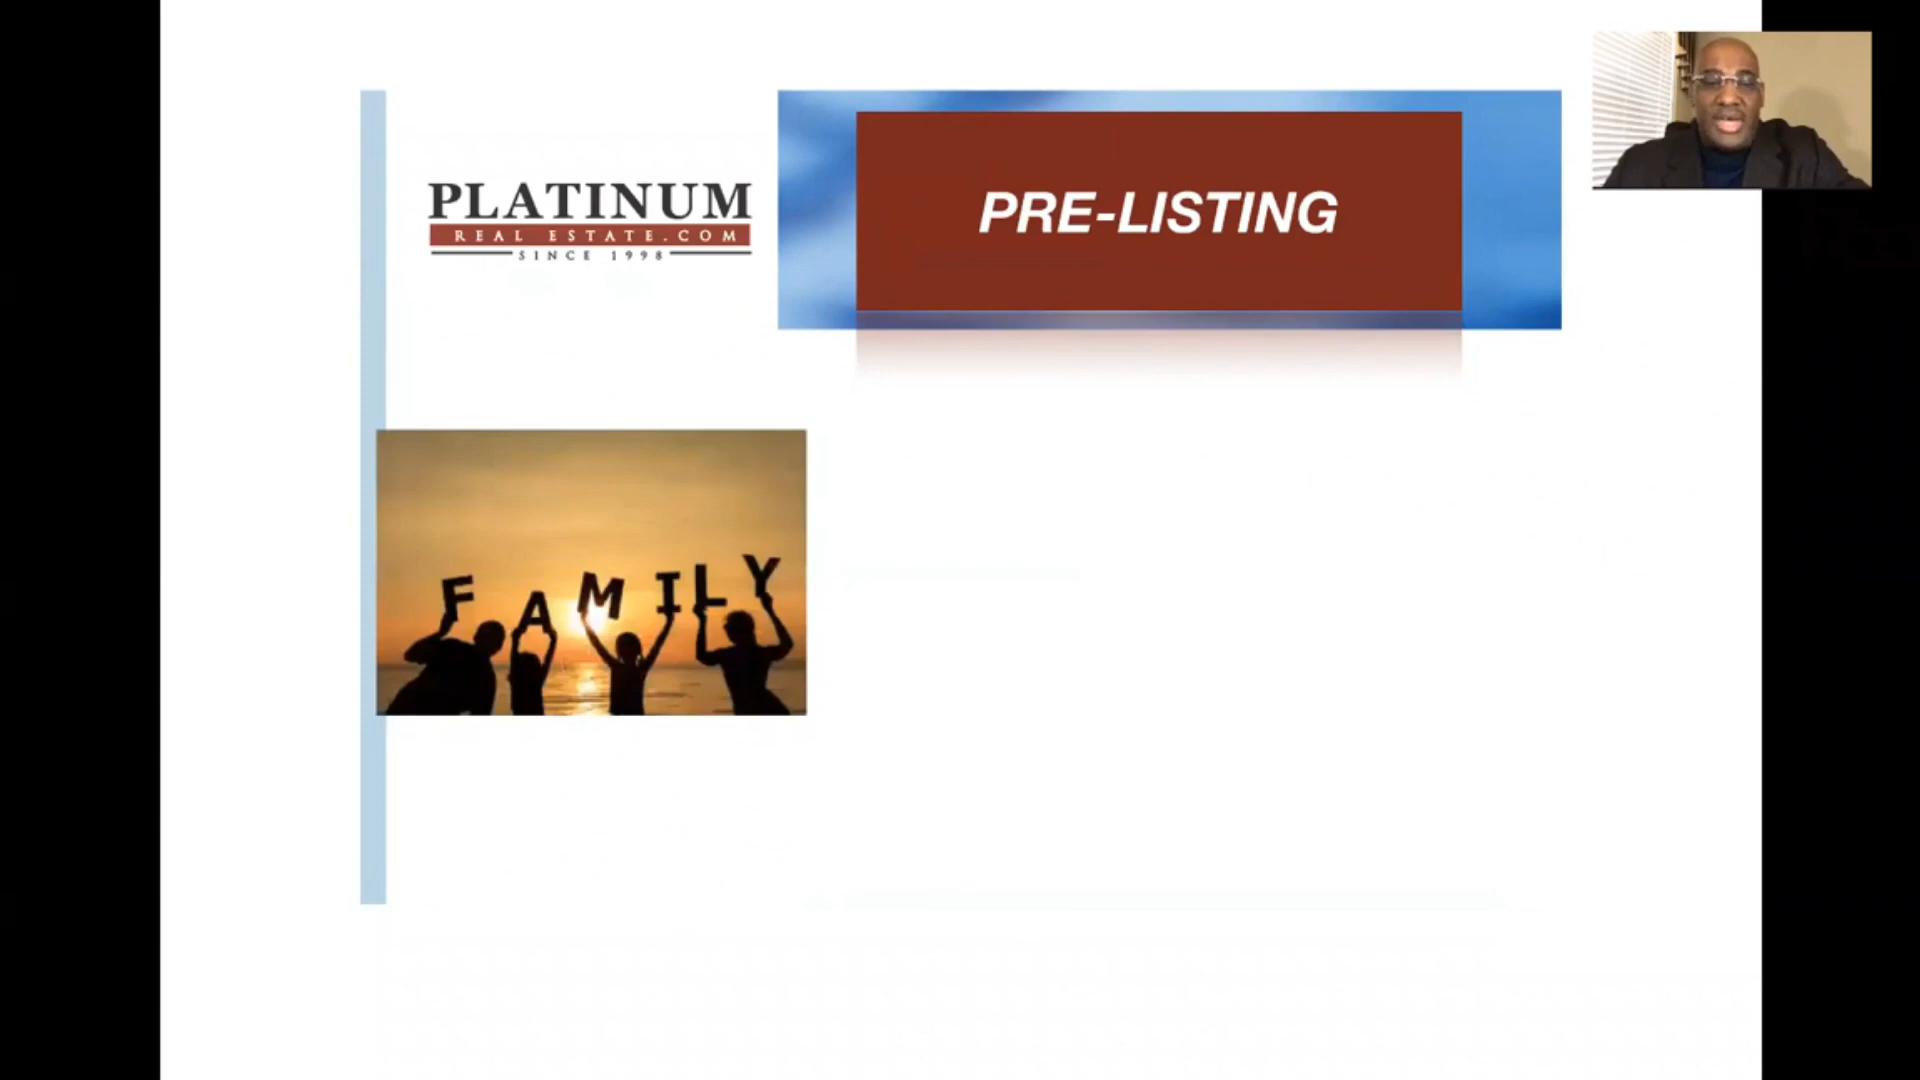 PLATINUM
REAL ESTATE.COM
SINCE 1998
PRE-LISTING
FAMILY